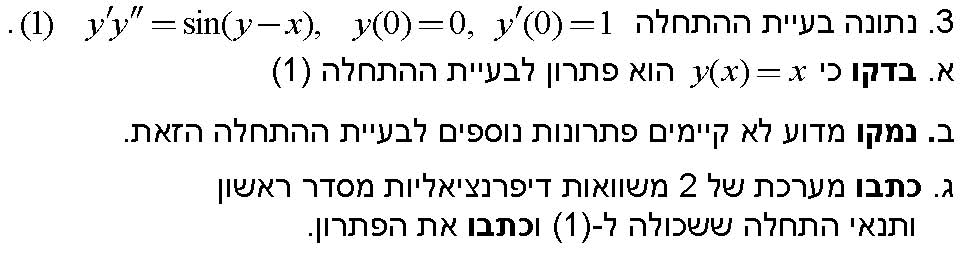 3. נתונה בעיית ההתחלה y′y″ = sin(y−x), y(0)=0, y′(0)=1 (1).
א. בדקו כי y(x) = x הוא פתרון לבעיית ההתחלה (1)
ב. נמקו מדוע לא קיימים פתרונות נוספים לבעיית ההתחלה הזאת.
ג. כתבו מערכת של 2 משוואות דיפרנציאליות מסדר ראשון
ותנאי התחלה ששכולה ל-(1) וכתבו את הפתרון.